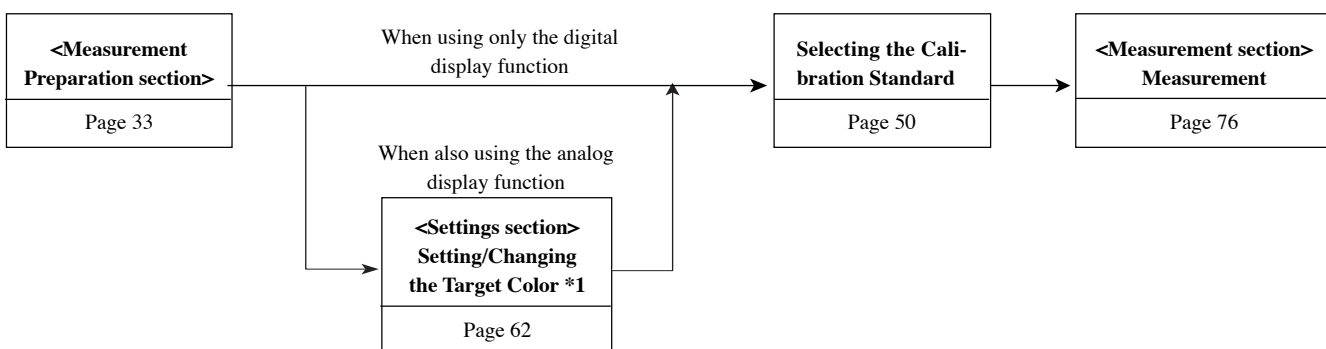 <Measurement
Preparation section>
Page 33
When using only the digital
display function
When also using the analog
display function
<Settings section>
Setting/Changing
the Target Color *1
Page 62
Selecting the Cali-
bration Standard
Page 50
<Measurement section>
Measurement
Page 76